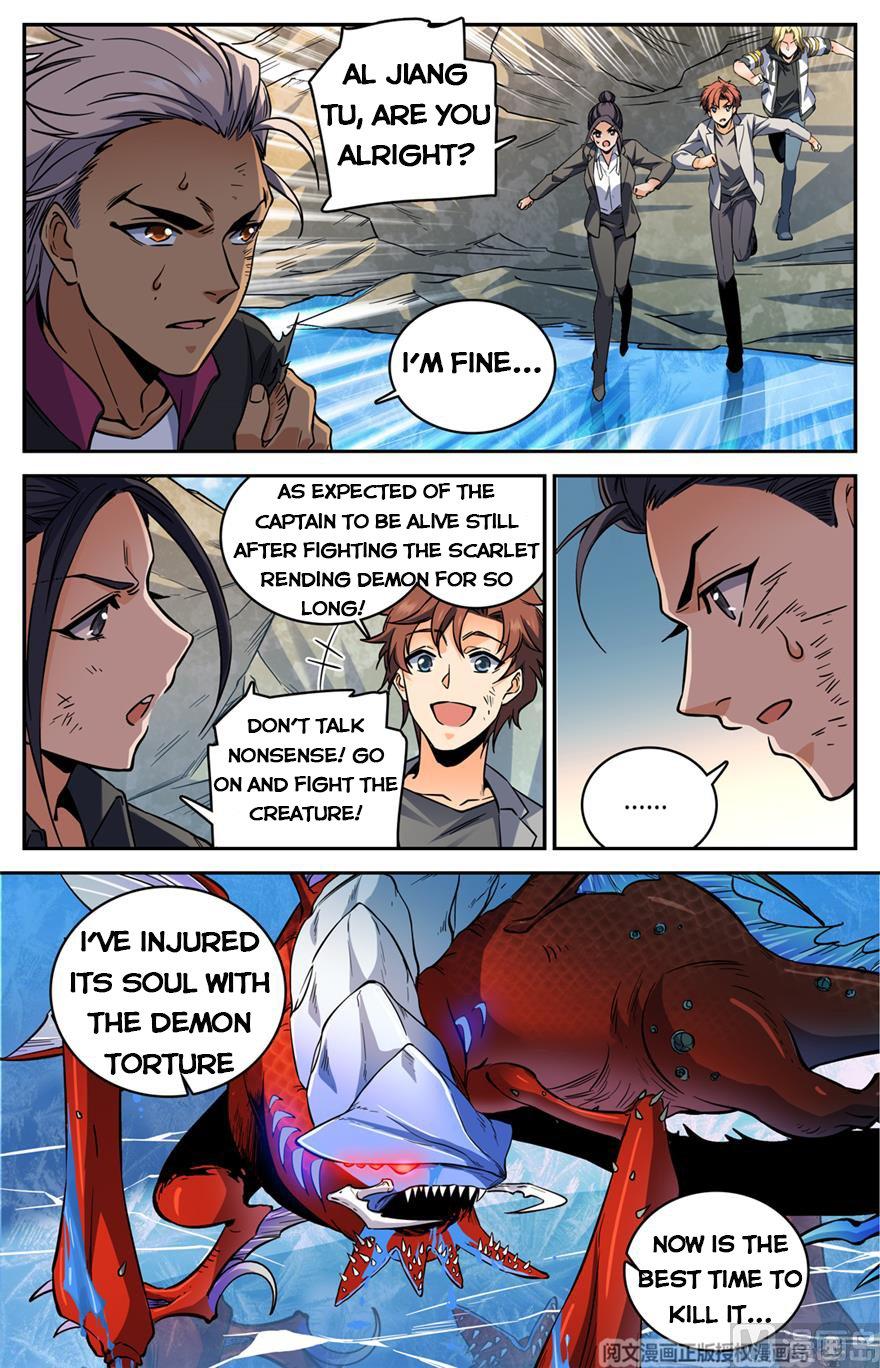 AL JIANG
TU, ARE YOU
ALRIGHT?
I'M FINE...
AS EXPECTED OF THE
CAPTAIN TO BE ALIVE STILL
AFTER FIGHTING THE SCARLET
RENDING DEMON FOR SO
LONG!
DON'T TALK
NONSENSE! GO
ON AND FIGHT THE
CREATURE!
......
I'VE INJURED
ITS SOUL WITH
THE DEMON
TORTURE
NOW IS THE
BEST TIME TO
KILL IT...
阅文漫画正版授权漫画岛